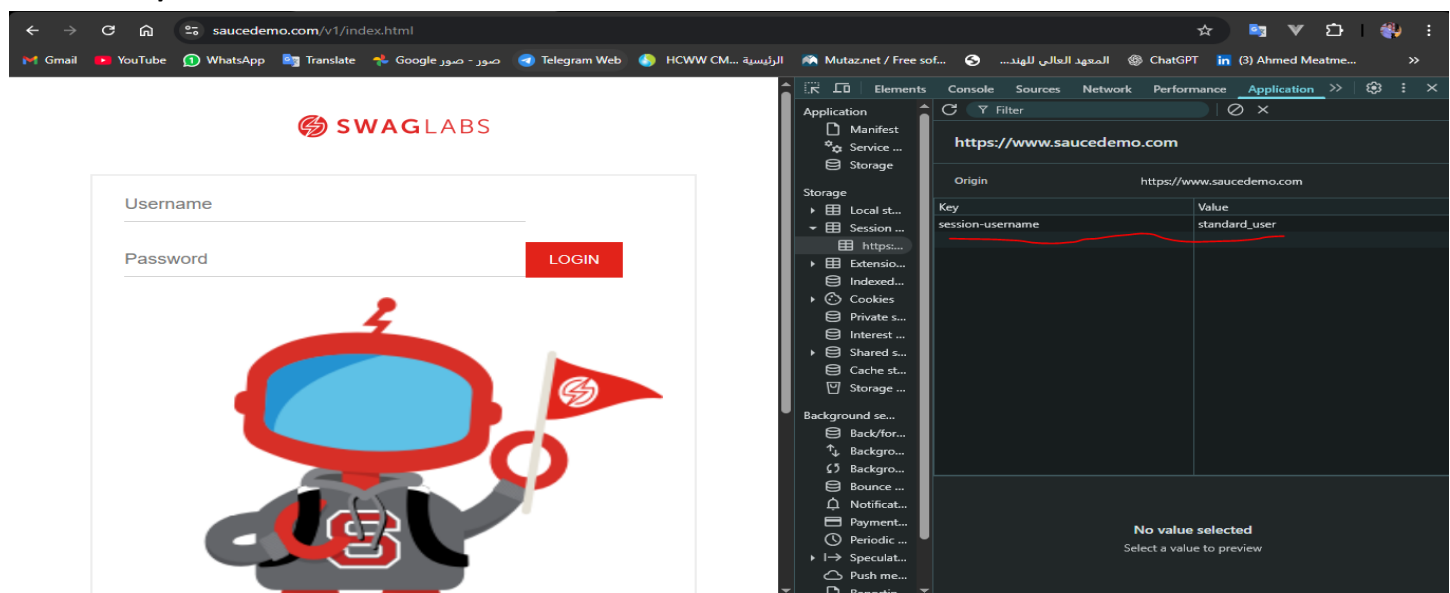 saucedemo.com/v1/index.html
Gmail YouTube WhatsApp Translate صور - صور Google Telegram Web الرئيسية ...HCWW CM Mutaz.net / Free sof... المعهد العالي للهند... ChatGPT (3) Ahmed Meatme... »
SWAGLABS
Username
Password
LOGIN
Elements Console Sources Network Performance Application
Application
Manifest
Service ...
Storage
Storage
Local st...
Session ...
https:...
Extensio...
Indexed...
Cookies
Private s...
Interest ...
Shared s...
Cache st...
Storage ...
Background se...
Back/for...
Backgro...
Backgro...
Bounce ...
Notificat...
Payment...
Periodic ...
Speculat...
Push me...
Filter
https://www.saucedemo.com
Origin https://www.saucedemo.com
Key Value
session-username standard_user
No value selected
Select a value to preview